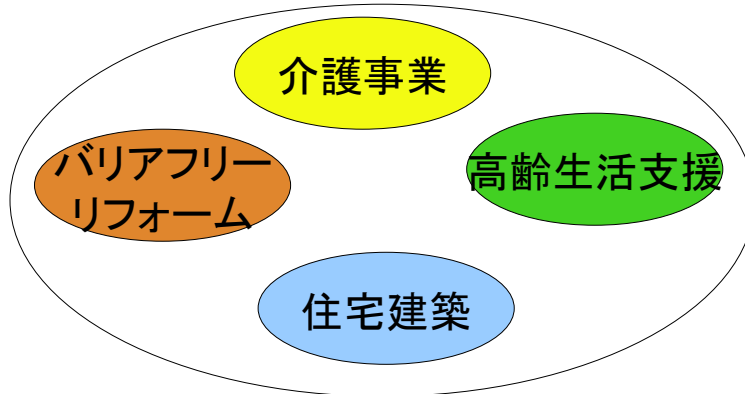 介護事業
バリアフリー
リフォーム
高齢生活支援
住宅建築